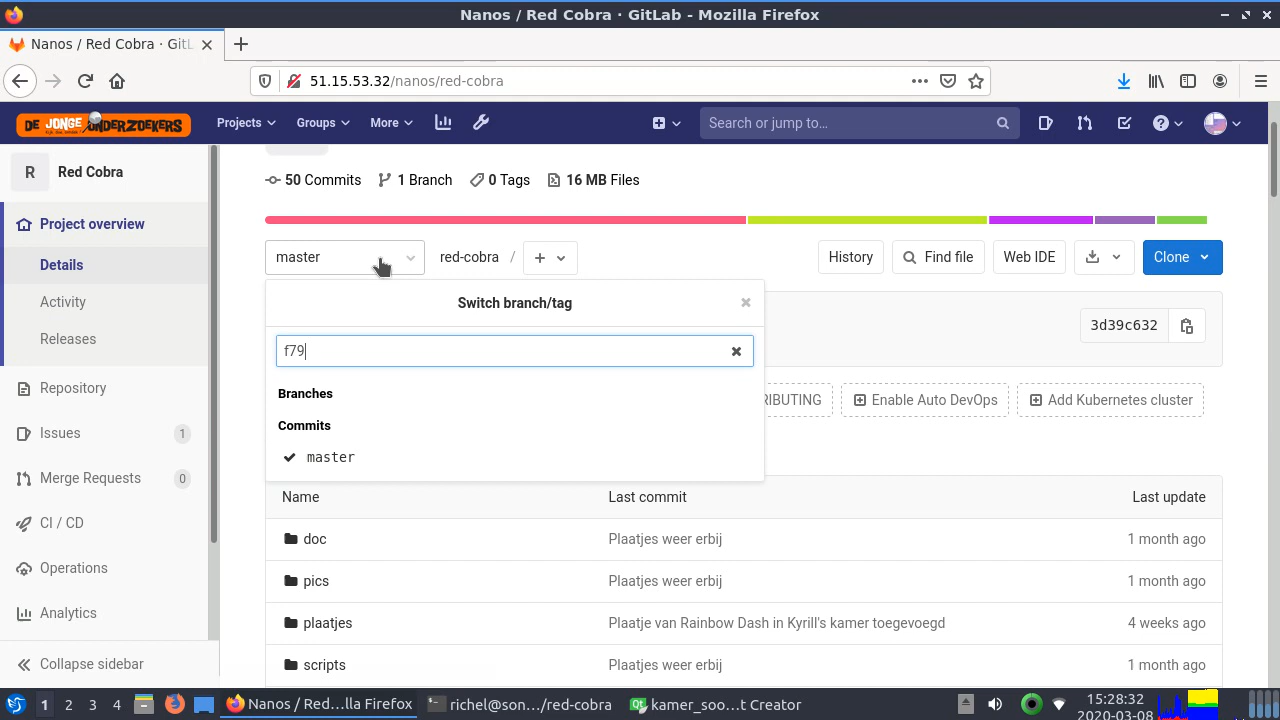 Nanos / Red Cobra · GitLab - Mozilla Firefox
Nanos / Red Cobra · GitL
51.15.53.32/nanos/red-cobra
DE JONGE ONDERZOEKERS
Projects Groups More Search or jump to…
R Red Cobra
Project overview
Details
Activity
Releases
Repository
Issues 1
Merge Requests 0
CI / CD
Operations
Analytics
Collapse sidebar
50 Commits 1 Branch 0 Tags 16 MB Files
master red-cobra / + History Find file Web IDE Clone
Switch branch/tag
f79
Branches
Commits
master
3d39c632
RIBUTING Enable Auto DevOps Add Kubernetes cluster
Name Last commit Last update
doc Plaatjes weer erbij 1 month ago
pics Plaatjes weer erbij 1 month ago
plaatjes Plaatje van Rainbow Dash in Kyrill's kamer toegevoegd 4 weeks ago
scripts Plaatjes weer erbij 1 month ago
1 2 3 4 Nanos / Red…lla Firefox richel@son…/red-cobra kamer_soo…t Creator 15:28:32
2020-03-08